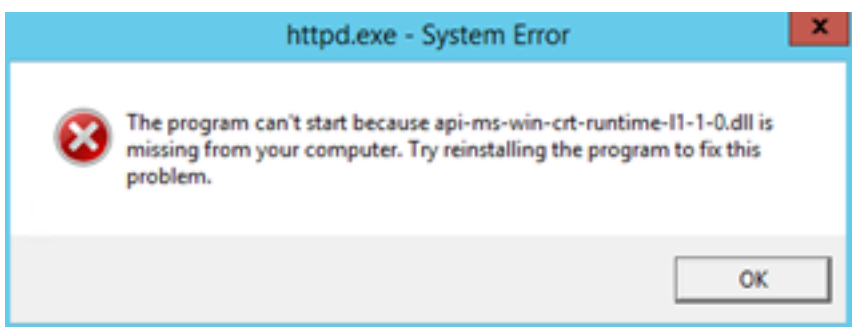 httpd.exe - System Error
The program can't start because api-ms-win-crt-runtime-l1-1-0.dll is
missing from your computer. Try reinstalling the program to fix this
problem.
OK